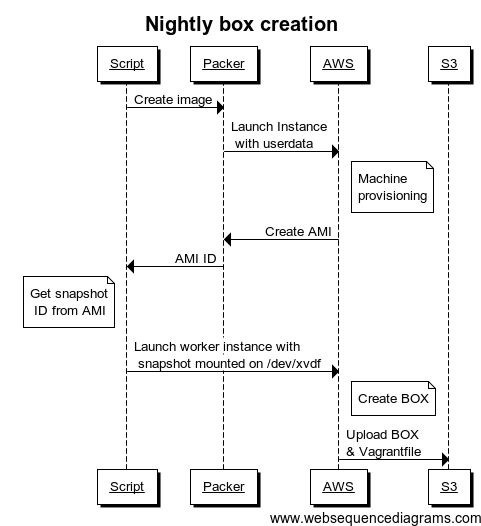 Nightly box creation
Script
Packer
AWS
S3
Create image
Launch Instance
with userdata
Machine
provisioning
Create AMI
AMI ID
Get snapshot
ID from AMI
Launch worker instance with
snapshot mounted on /dev/xvdf
Create BOX
Upload BOX
& Vagrantfile
Script
Packer
AWS
S3
www.websequencediagrams.com